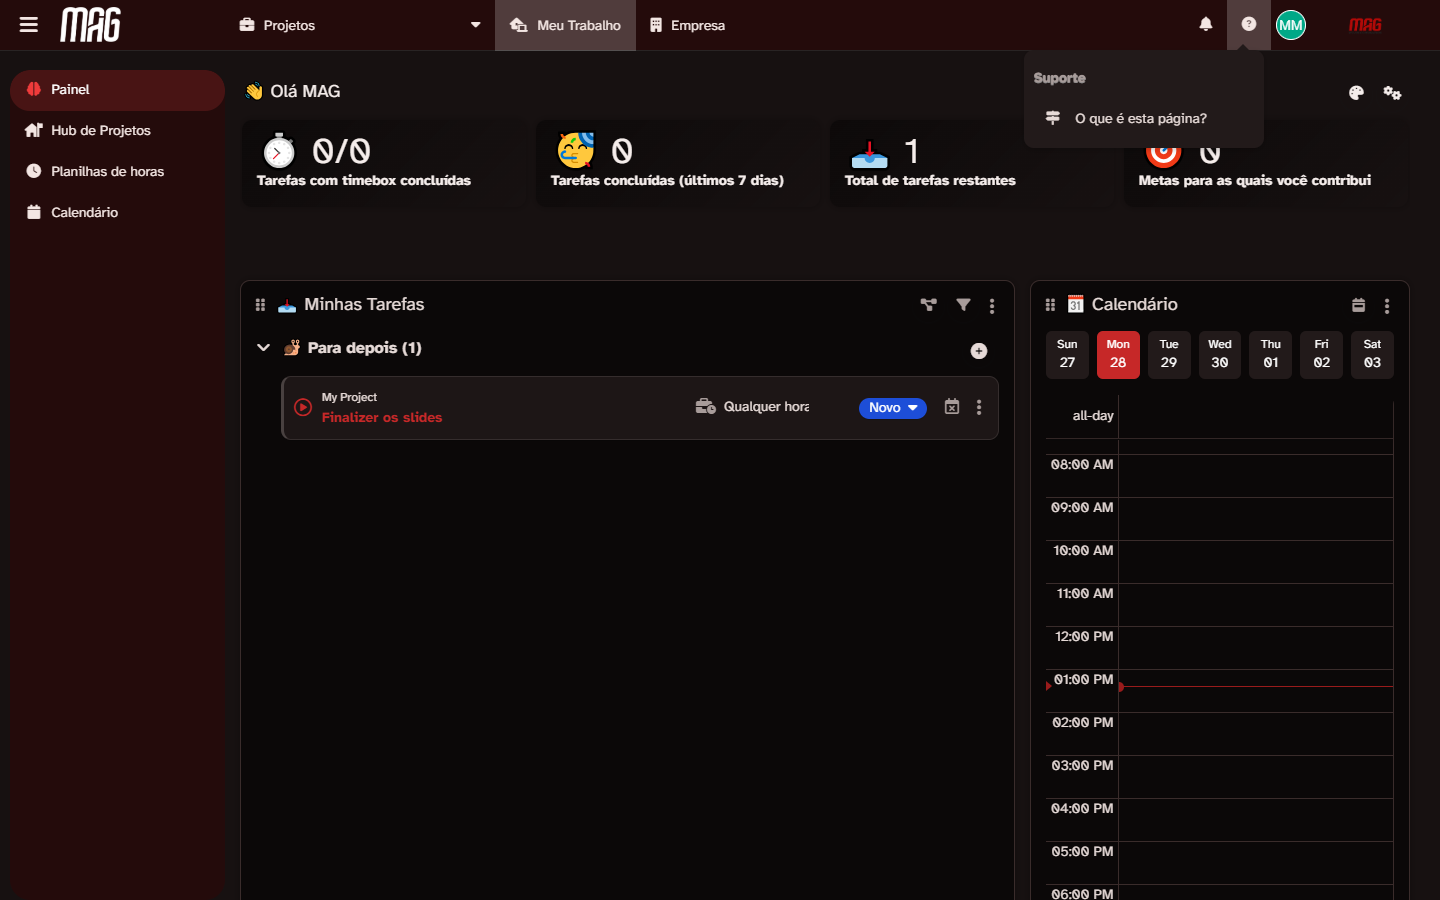 MAG
Projetos
Meu Trabalho
Empresa
MM
MAG
Suporte
O que é esta página?
Painel
Hub de Projetos
Planilhas de horas
Calendário
👋 Olá MAG
0/0
Tarefas com timebox concluídas
0
Tarefas concluídas (últimos 7 dias)
1
Total de tarefas restantes
0
Metas para as quais você contribui
Minhas Tarefas
Para depois (1)
My Project
Finalizer os slides
Qualquer hora
Novo
31 Calendário
Sun 27
Mon 28
Tue 29
Wed 30
Thu 01
Fri 02
Sat 03
all-day
08:00 AM
09:00 AM
10:00 AM
11:00 AM
12:00 PM
01:00 PM
02:00 PM
03:00 PM
04:00 PM
05:00 PM
06:00 PM